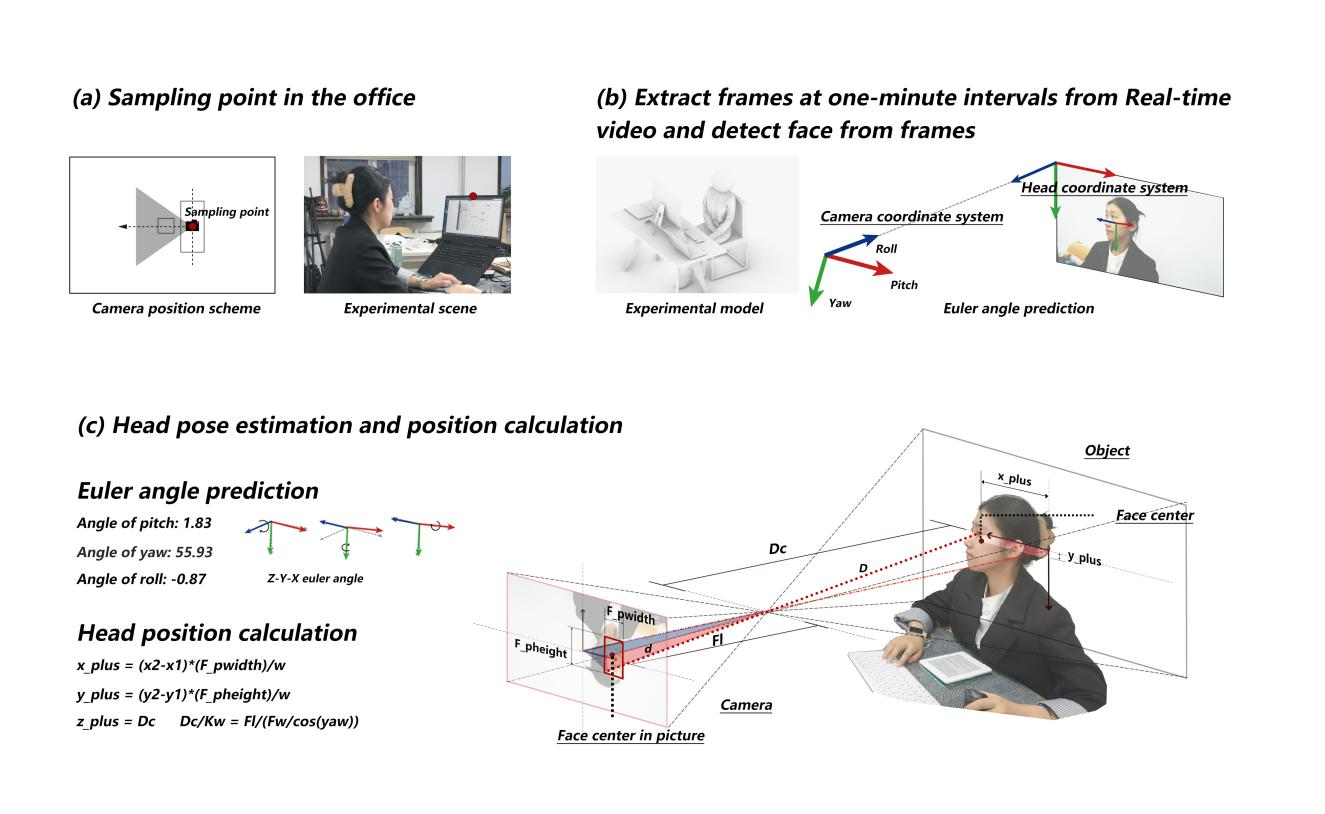 (a) Sampling point in the office
Sampling point
Camera position scheme
Experimental scene
(b) Extract frames at one-minute intervals from Real-time
video and detect face from frames
Experimental model
Camera coordinate system
Roll
Pitch
Yaw
Head coordinate system
Euler angle prediction
(c) Head pose estimation and position calculation
Euler angle prediction
Angle of pitch: 1.83
Angle of yaw: 55.93
Angle of roll: -0.87
Z-Y-X euler angle
Head position calculation
x_plus = (x2-x1)*(F_pwidth)/w
y_plus = (y2-y1)*(F_pheight)/w
z_plus = Dc Dc/Kw = Fl/(Fw/cos(yaw))
Object
x_plus
Face center
y_plus
Dc
D
F_pwidth
F_pheight
d
Fl
Camera
Face center in picture